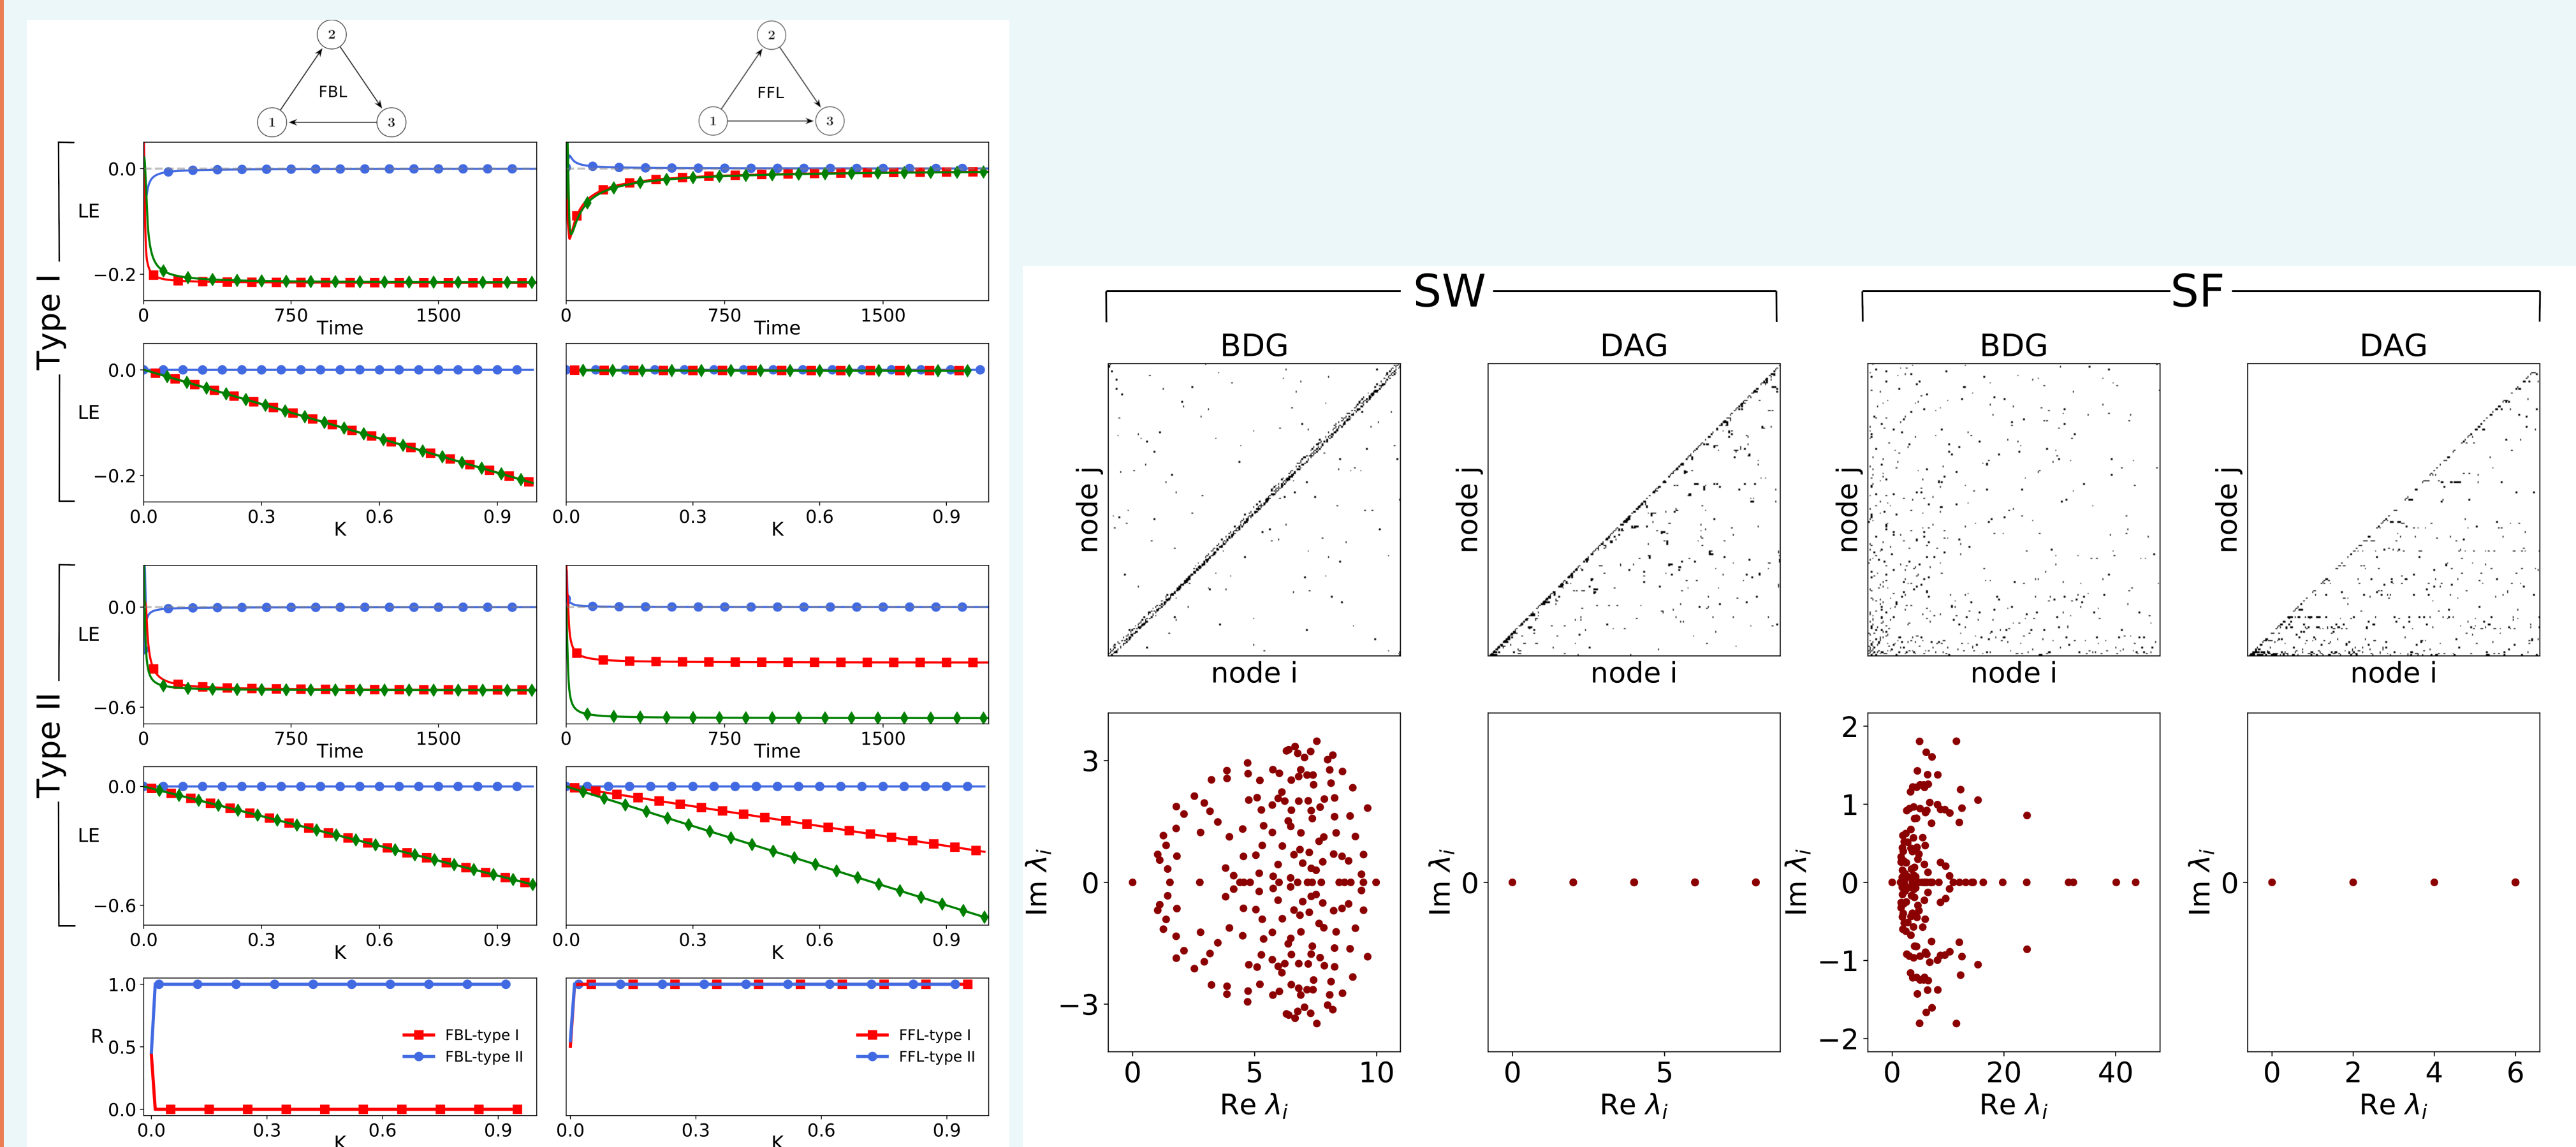 2
FBL
1
3
2
FFL
1
3
Type I
0.0
LE
−0.2
0
750
1500
Time
0
750
1500
Time
0.0
LE
−0.2
0.0
0.3
0.6
0.9
K
0.0
0.3
0.6
0.9
K
Type II
0.0
LE
−0.6
0
750
1500
Time
0
750
1500
Time
0.0
LE
−0.6
0.0
0.3
0.6
0.9
K
0.0
0.3
0.6
0.9
K
1.0
R
0.5
0.0
FBL-type I
FBL-type II
0.0
0.3
0.6
0.9
K
FFL-type I
FFL-type II
0.0
0.3
0.6
0.9
K
SW
SF
BDG
DAG
BDG
DAG
node j
node i
node j
node i
node j
node i
node j
node i
Im λi
3
0
−3
0
5
10
Re λi
Im λi
0
0
5
Re λi
Im λi
2
1
0
−1
−2
0
20
40
Re λi
Im λi
0
0
2
4
6
Re λi